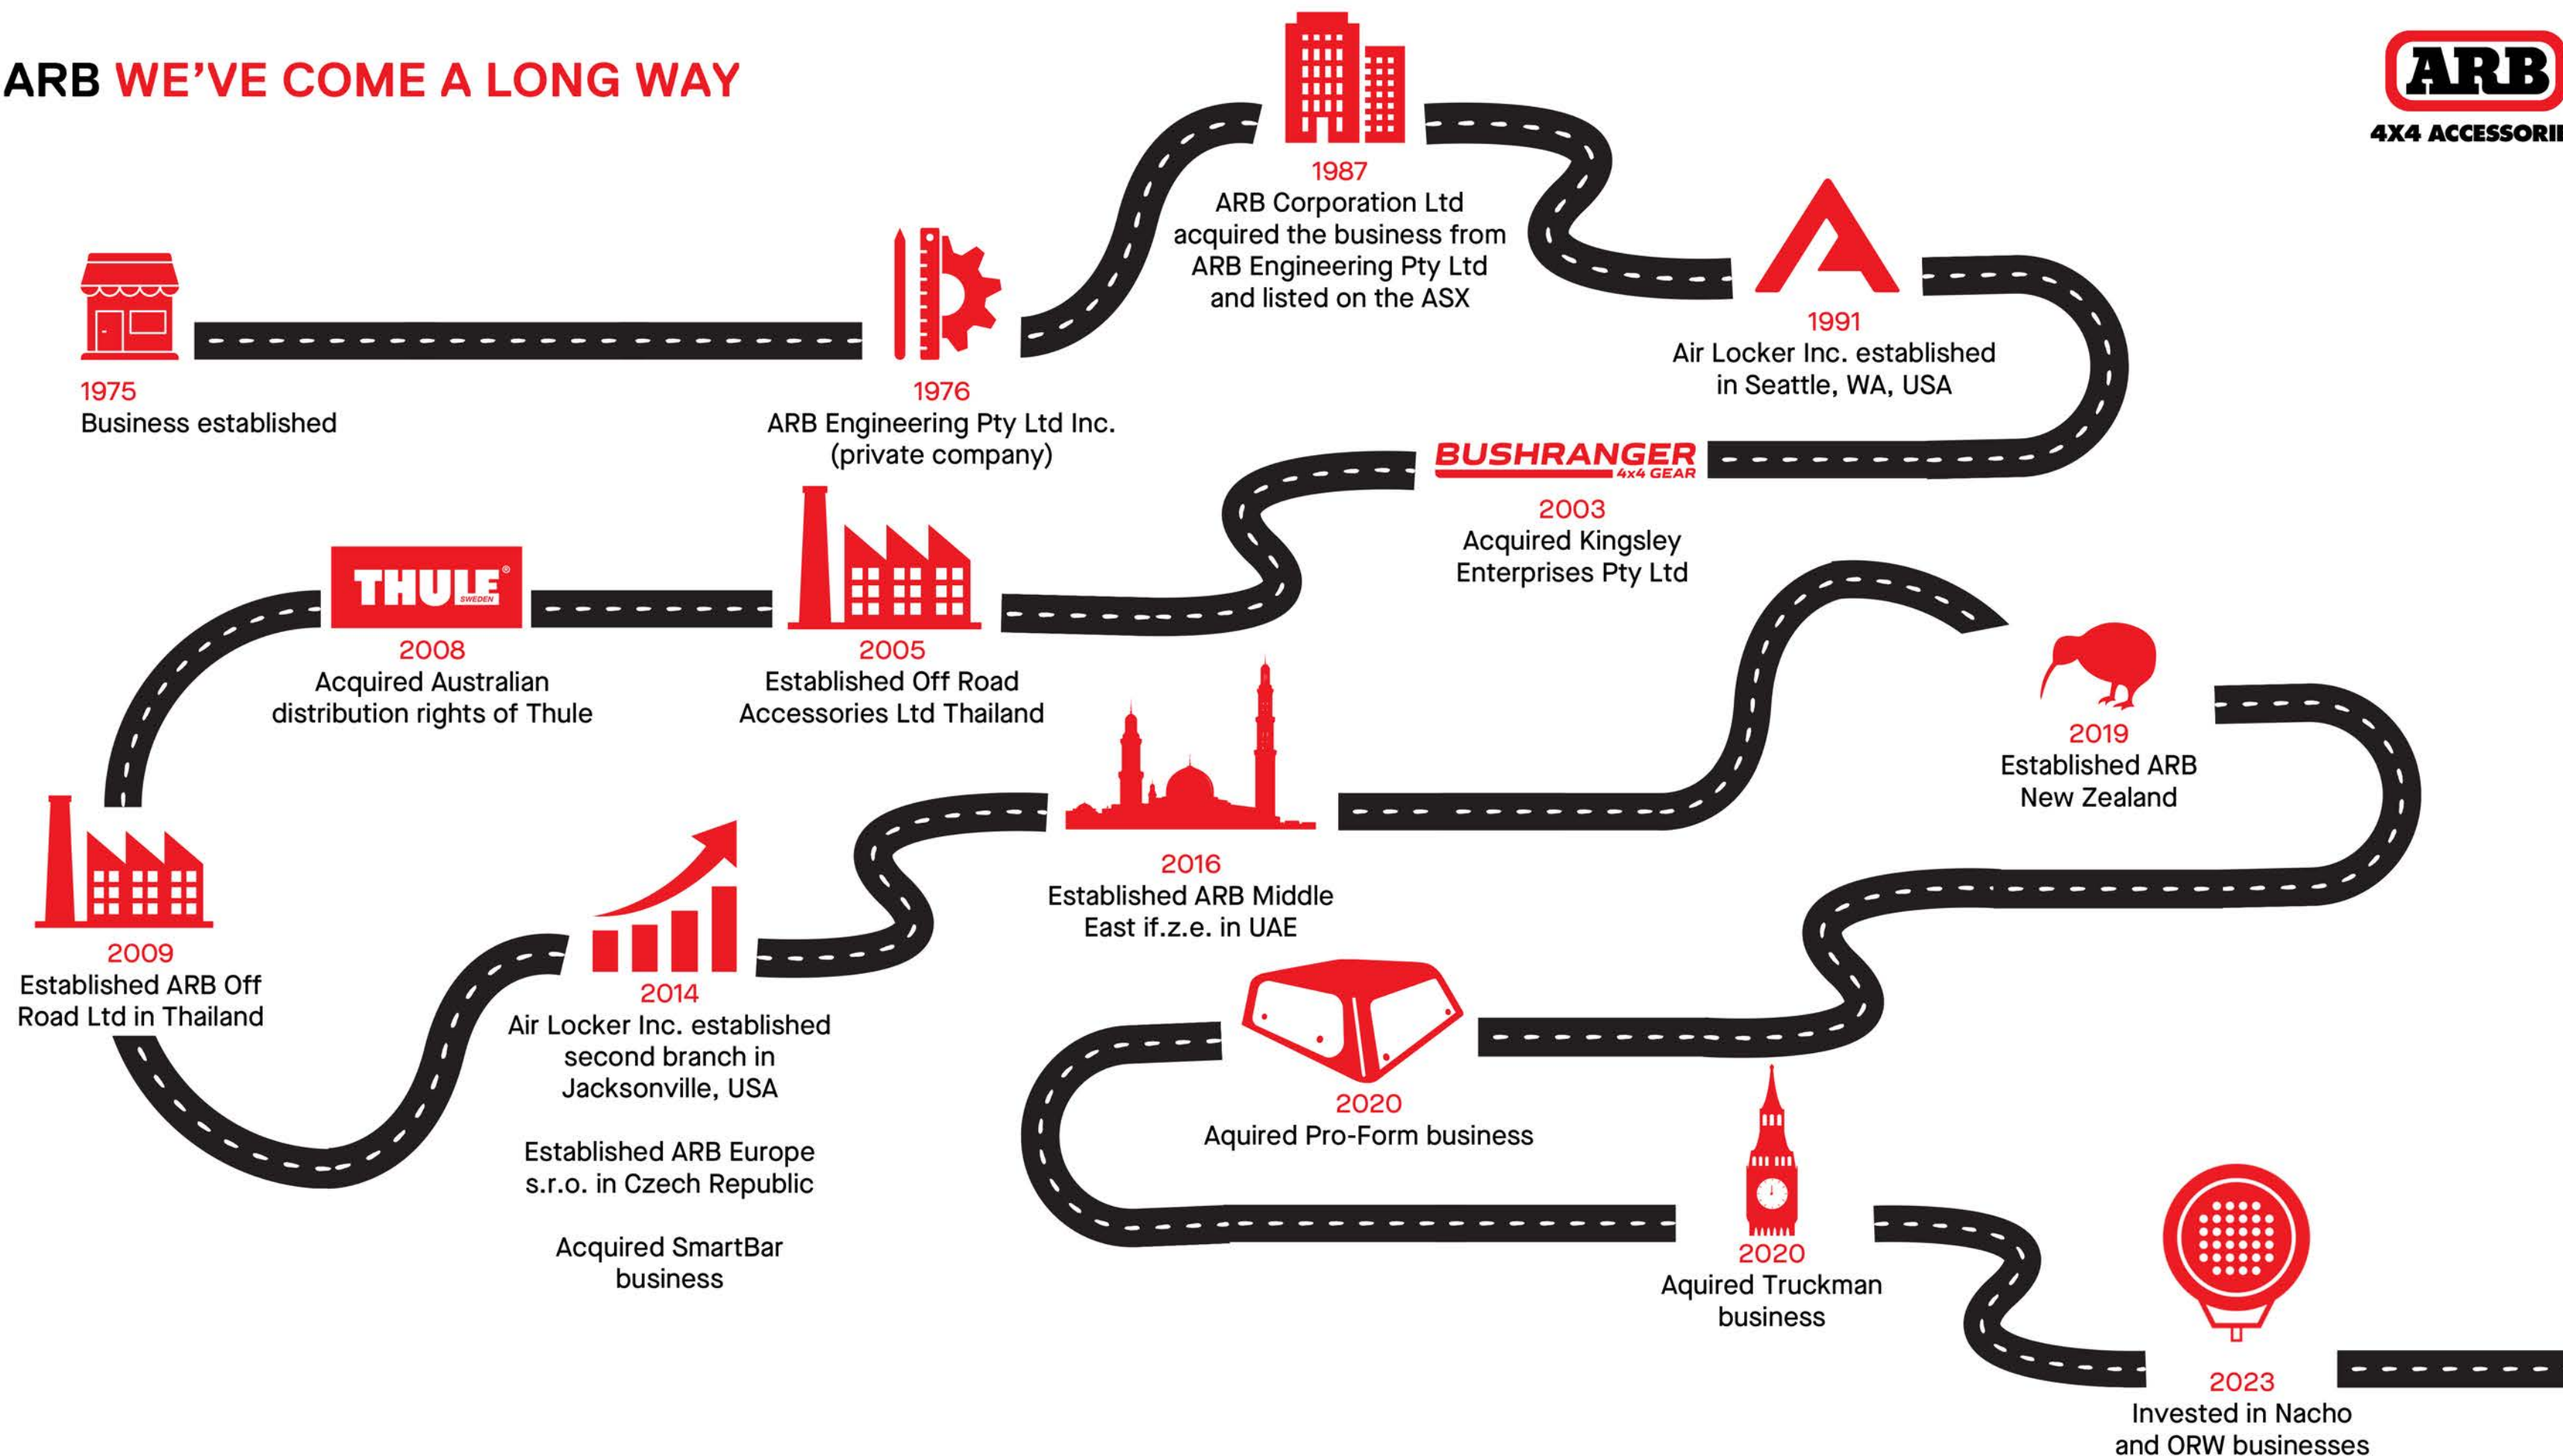 ARB WE'VE COME A LONG WAY
ARB
4X4 ACCESSORI
1975
Business established
1976
ARB Engineering Pty Ltd Inc.
(private company)
1987
ARB Corporation Ltd
acquired the business from
ARB Engineering Pty Ltd
and listed on the ASX
1991
Air Locker Inc. established
in Seattle, WA, USA
BUSHRANGER
4x4 GEAR
2003
Acquired Kingsley
Enterprises Pty Ltd
2005
Established Off Road
Accessories Ltd Thailand
THULE®
SWEDEN
2008
Acquired Australian
distribution rights of Thule
2009
Established ARB Off
Road Ltd in Thailand
2014
Air Locker Inc. established
second branch in
Jacksonville, USA
Established ARB Europe
s.r.o. in Czech Republic
Acquired SmartBar
business
2016
Established ARB Middle
East if.z.e. in UAE
2019
Established ARB
New Zealand
2020
Aquired Pro-Form business
2020
Aquired Truckman
business
2023
Invested in Nacho
and ORW businesses